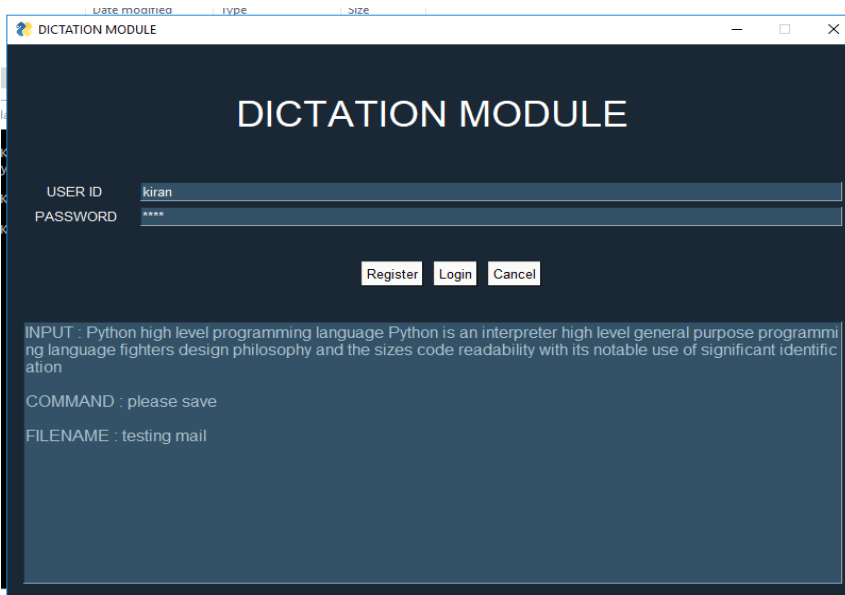 Date modified Type Size
DICTATION MODULE
DICTATION MODULE
USER ID kiran
PASSWORD ****
Register Login Cancel
INPUT : Python high level programming language Python is an interpreter high level general purpose programmi
ng language fighters design philosophy and the sizes code readability with its notable use of significant identific
ation
COMMAND : please save
FILENAME : testing mail